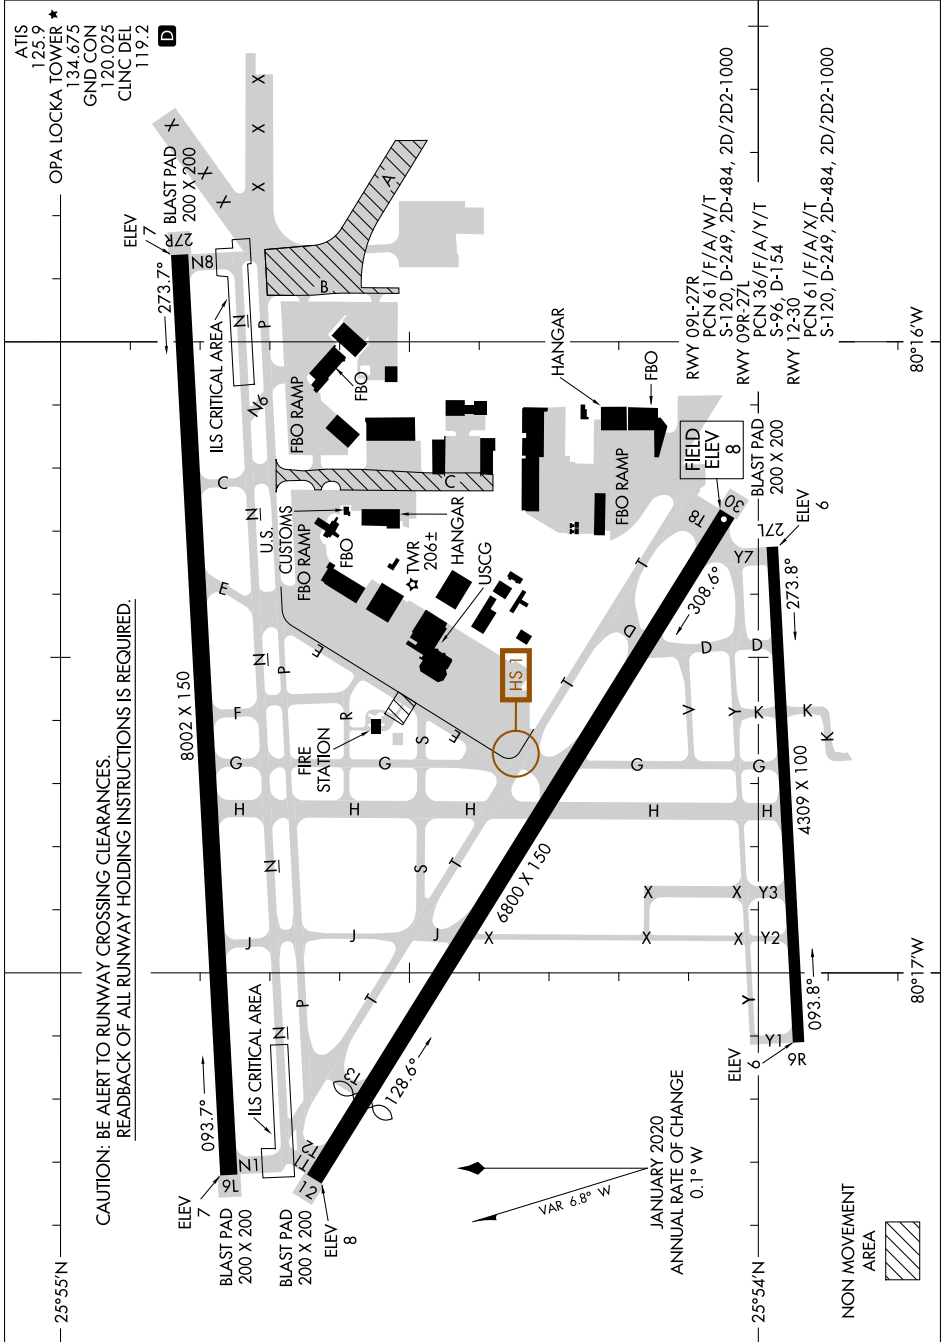 ATIS
125.9
OPA LOCKA TOWER ★
134.675
GND CON
120.025
CLNC DEL
119.2
D
CAUTION: BE ALERT TO RUNWAY CROSSING CLEARANCES.
READBACK OF ALL RUNWAY HOLDING INSTRUCTIONS IS REQUIRED.
25°55'N
25°54'N
80°17'W
80°16'W
ELEV
7
BLAST PAD
200 X 200
9L
093.7°
8002 X 150
273.7°
27R
ELEV
7
BLAST PAD
200 X 200
X
X
X
X
X
X
N1
ILS CRITICAL AREA
N
J
N
H
G
F
N
E
N
C
N6
ILS CRITICAL AREA
N
N8
P
P
P
BLAST PAD
200 X 200
ELEV
8
12
T1
T2
T3
128.6°
6800 X 150
308.6°
30
T8
FIELD
ELEV
8
T
T
T
T
J
J
H
H
H
H
G
G
G
S
S
R
F
F
FIRE
STATION
HS 1
U.S.
CUSTOMS
FBO RAMP
FBO
TWR
206±
HANGAR
USCG
FBO RAMP
FBO
B
A
C
HANGAR
FBO
FBO RAMP
D
D
D
V
Y
K
K
K
X
X
X
X
X
Y
Y1
Y2
Y3
Y7
ELEV
6
9R
093.8°
4309 X 100
273.8°
27L
ELEV
6
BLAST PAD
200 X 200
RWY 09L-27R
PCN 61/F/A/W/T
S-120, D-249, 2D-484, 2D/2D2-1000
RWY 09R-27L
PCN 36/F/A/Y/T
S-96, D-154
RWY 12-30
PCN 61/F/A/X/T
S-120, D-249, 2D-484, 2D/2D2-1000
VAR 6.8° W
JANUARY 2020
ANNUAL RATE OF CHANGE
0.1° W
NON MOVEMENT
AREA